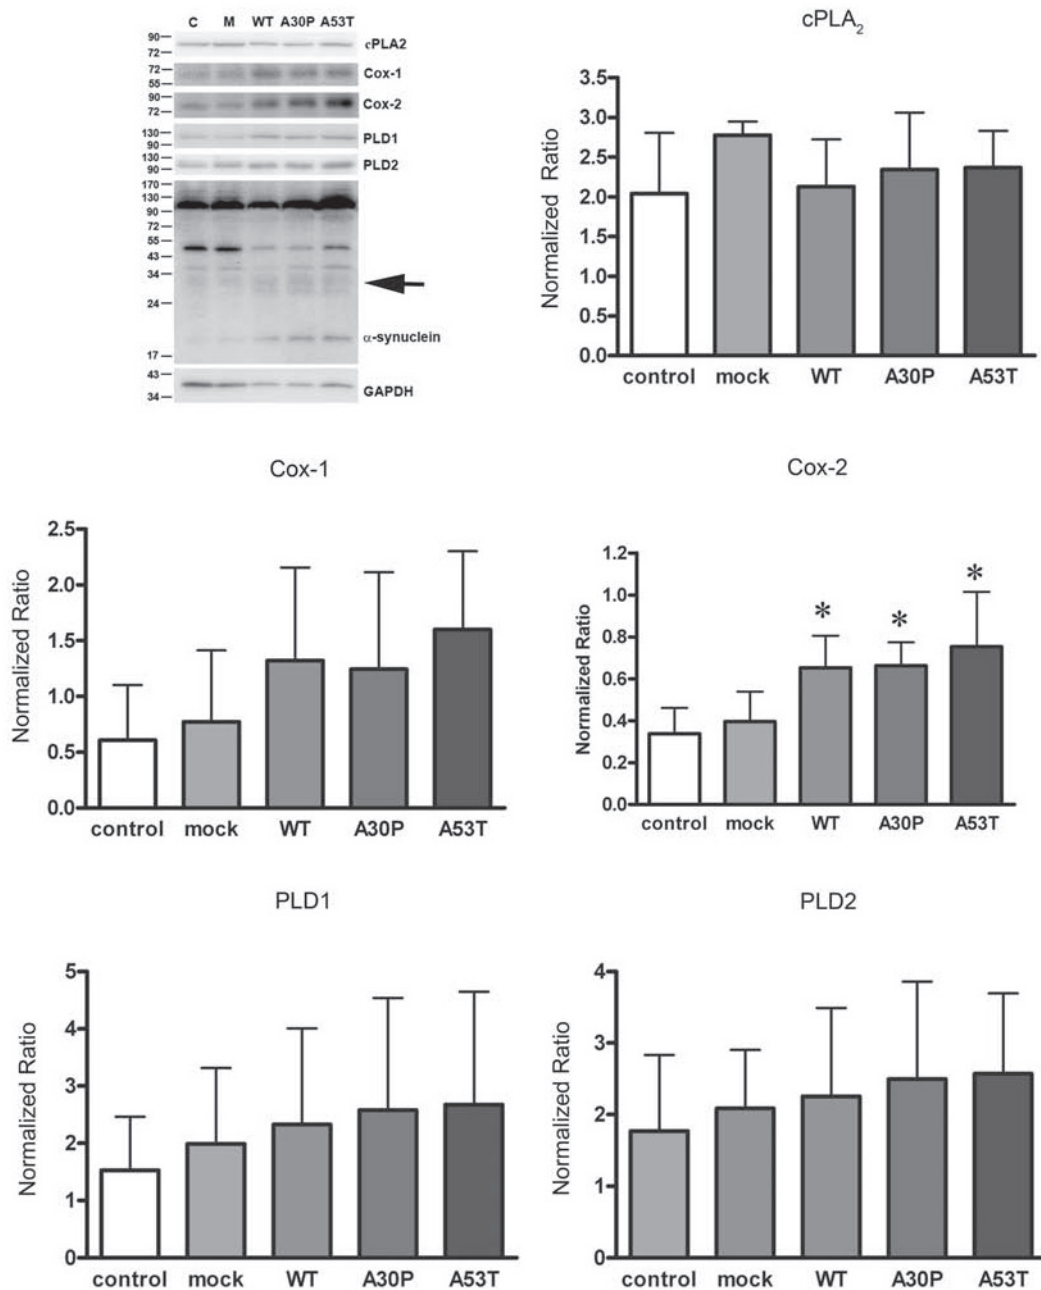 C M WT A30P A53T
90
72
cPLA2
72
55
Cox-1
90
72
Cox-2
130
90
PLD1
130
90
PLD2
170
130
90
72
55
43
34
24
17
α-synuclein
43
34
GAPDH
cPLA₂
Normalized Ratio
3.5
3.0
2.5
2.0
1.5
1.0
0.5
0.0
control mock WT A30P A53T
Cox-1
Normalized Ratio
2.5
2.0
1.5
1.0
0.5
0.0
control mock WT A30P A53T
Cox-2
Normalized Ratio
1.2
1.0
0.8
0.6
0.4
0.2
0.0
* * *
control mock WT A30P A53T
PLD1
Normalized Ratio
5
4
3
2
1
0
control mock WT A30P A53T
PLD2
Normalized Ratio
4
3
2
1
0
control mock WT A30P A53T